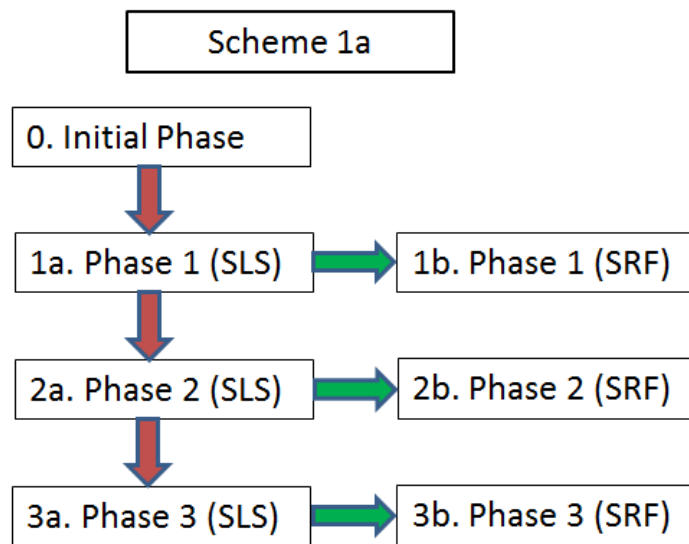 Scheme 1a
0. Initial Phase
1a. Phase 1 (SLS)
1b. Phase 1 (SRF)
2a. Phase 2 (SLS)
2b. Phase 2 (SRF)
3a. Phase 3 (SLS)
3b. Phase 3 (SRF)